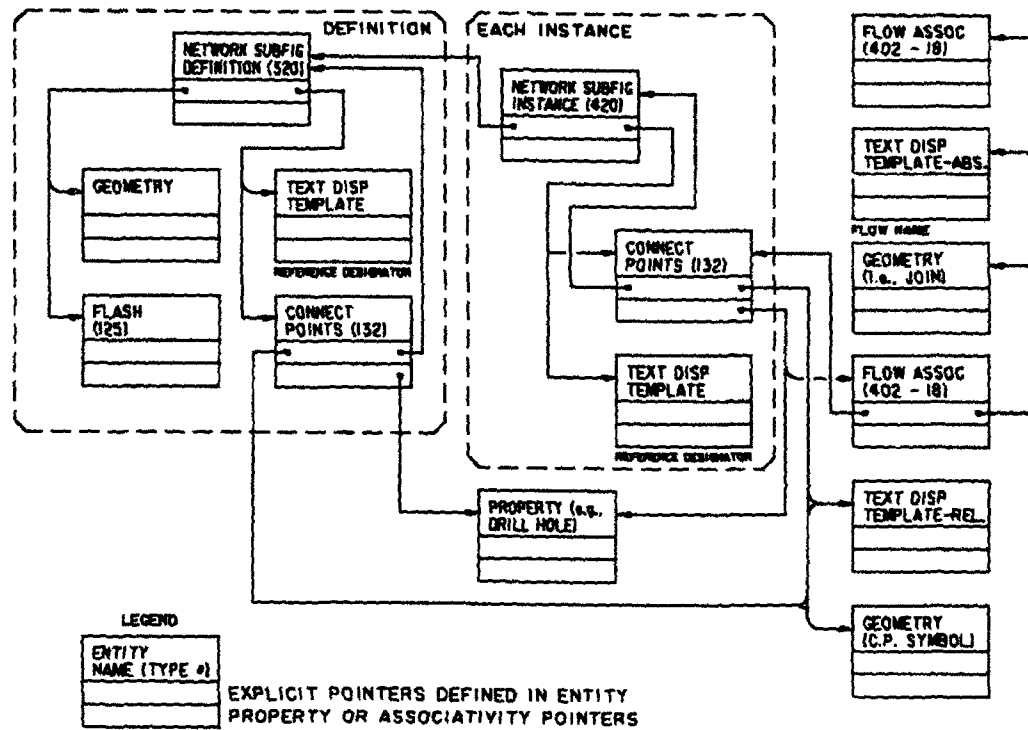 DEFINITION
NETWORK SUBFIG
DEFINITION (320)
GEOMETRY
TEXT DISP
TEMPLATE
REFERENCE DESIGNATOR
FLASH
(125)
CONNECT
POINTS (132)
EACH INSTANCE
NETWORK SUBFIG
INSTANCE (420)
CONNECT
POINTS (132)
TEXT DISP
TEMPLATE
REFERENCE DESIGNATOR
PROPERTY (e.g.,
DRILL HOLE)
FLOW ASSOC
(402 - 18)
TEXT DISP
TEMPLATE-ABS.
FLOW NAME
GEOMETRY
(i.e., JOIN)
FLOW ASSOC
(402 - 18)
TEXT DISP
TEMPLATE-REL.
GEOMETRY
(C.P. SYMBOL)
LEGEND
ENTITY
NAME (TYPE #)
EXPLICIT POINTERS DEFINED IN ENTITY
PROPERTY OR ASSOCIATIVITY POINTERS